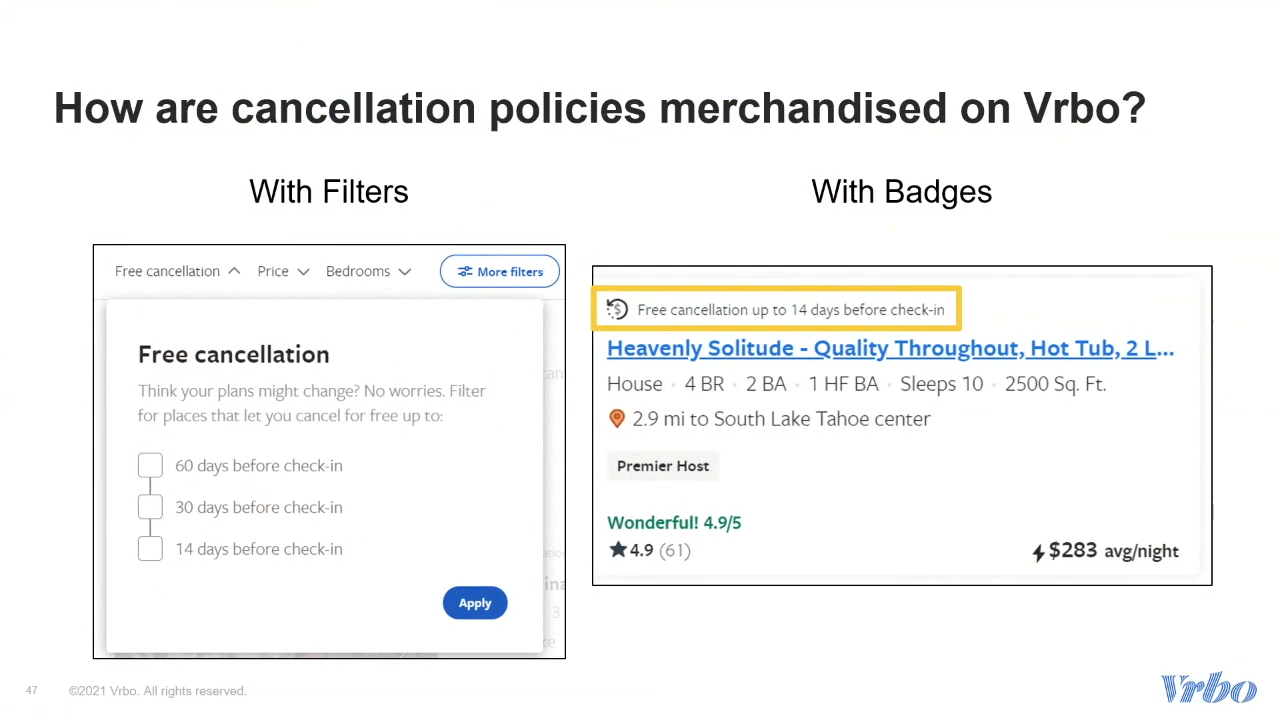 How are cancellation policies merchandised on Vrbo?
With Filters
With Badges
Free cancellation Price Bedrooms More filters
Free cancellation
Think your plans might change? No worries. Filter
for places that let you cancel for free up to:
60 days before check-in
30 days before check-in
14 days before check-in
Apply
Free cancellation up to 14 days before check-in
Heavenly Solitude - Quality Throughout, Hot Tub, 2 L...
House · 4 BR · 2 BA · 1 HF BA · Sleeps 10 · 2500 Sq. Ft.
2.9 mi to South Lake Tahoe center
Premier Host
Wonderful! 4.9/5
4.9 (61)
$283 avg/night
47 ©2021 Vrbo. All rights reserved.
Vrbo